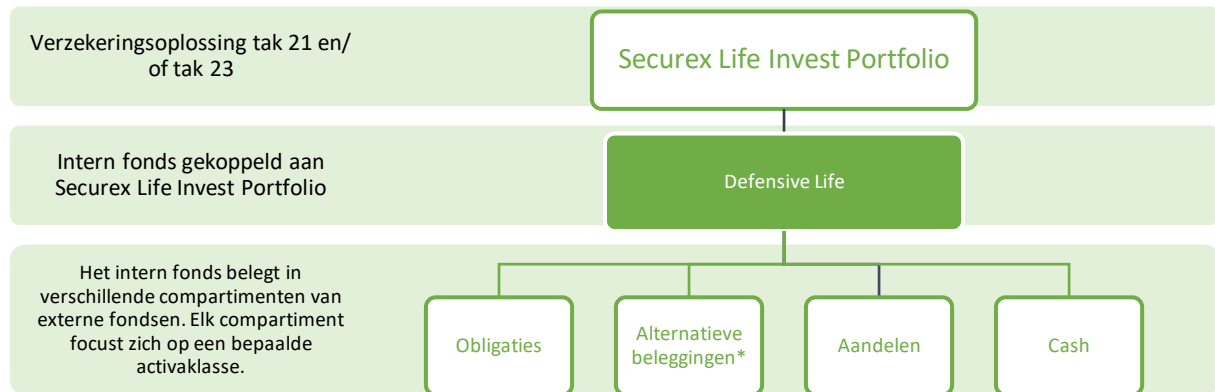 Verzekeringsoplossing tak 21 en/
of tak 23
Securex Life Invest Portfolio
Intern fonds gekoppeld aan
Securex Life Invest Portfolio
Defensive Life
Het intern fonds belegt in
verschillende compartimenten van
externe fondsen. Elk compartiment
focust zich op een bepaalde
activaklasse.
Obligaties
Alternatieve
beleggingen*
Aandelen
Cash